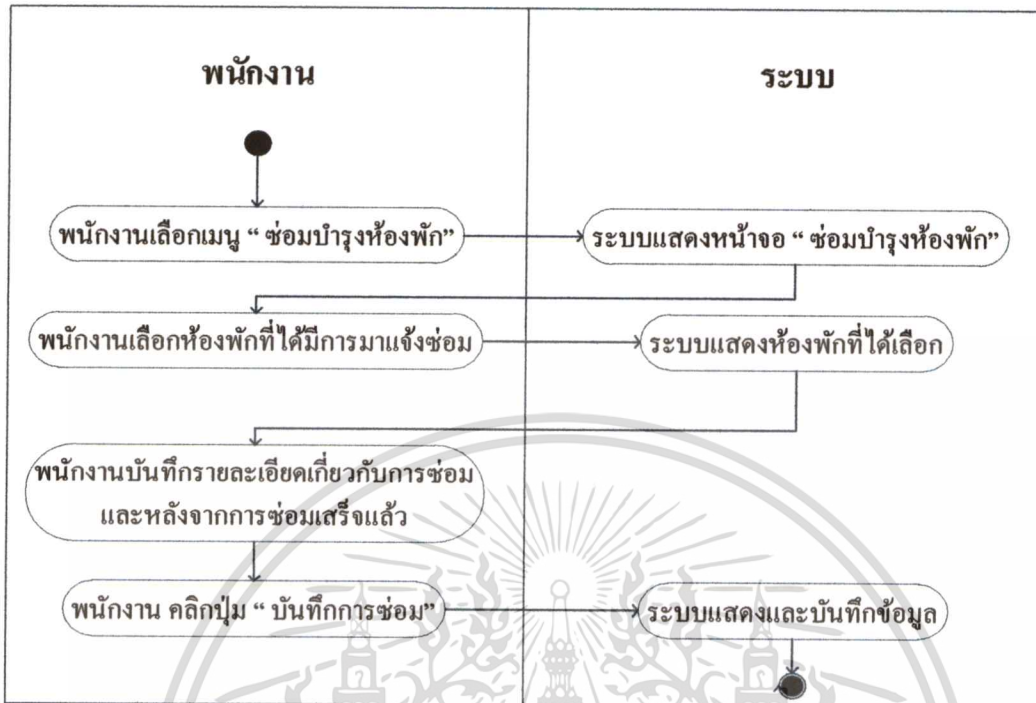 พนักงาน
ระบบ
พนักงานเลือกเมนู “ ซ่อมบำรุงห้องพัก”
ระบบแสดงหน้าจอ “ ซ่อมบำรุงห้องพัก”
พนักงานเลือกห้องพักที่ได้มีการมาแจ้งซ่อม
ระบบแสดงห้องพักที่ได้เลือก
พนักงานบันทึกรายละเอียดเกี่ยวกับการซ่อม
และหลังจากการซ่อมเสร็จแล้ว
พนักงาน คลิกปุ่ม “ บันทึกการซ่อม”
ระบบแสดงและบันทึกข้อมูล